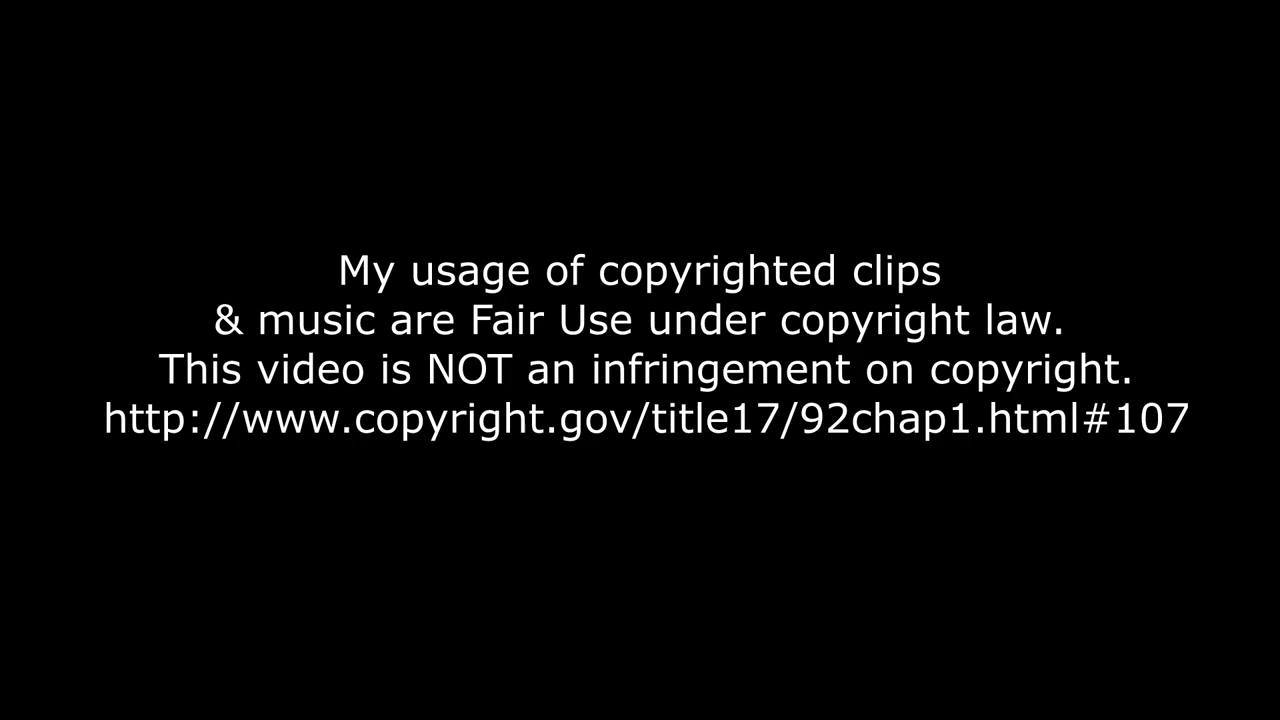 My usage of copyrighted clips
& music are Fair Use under copyright law.
This video is NOT an infringement on copyright.
http://www.copyright.gov/title17/92chap1.html#107